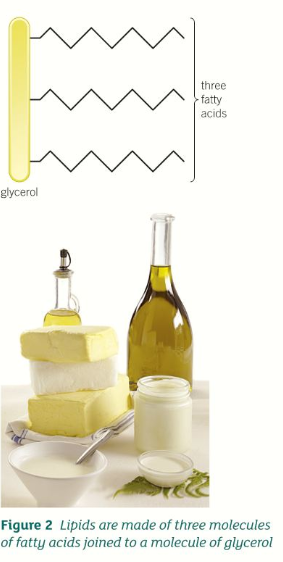 three
fatty
acids
glycerol
Figure 2 Lipids are made of three molecules
of fatty acids joined to a molecule of glycerol